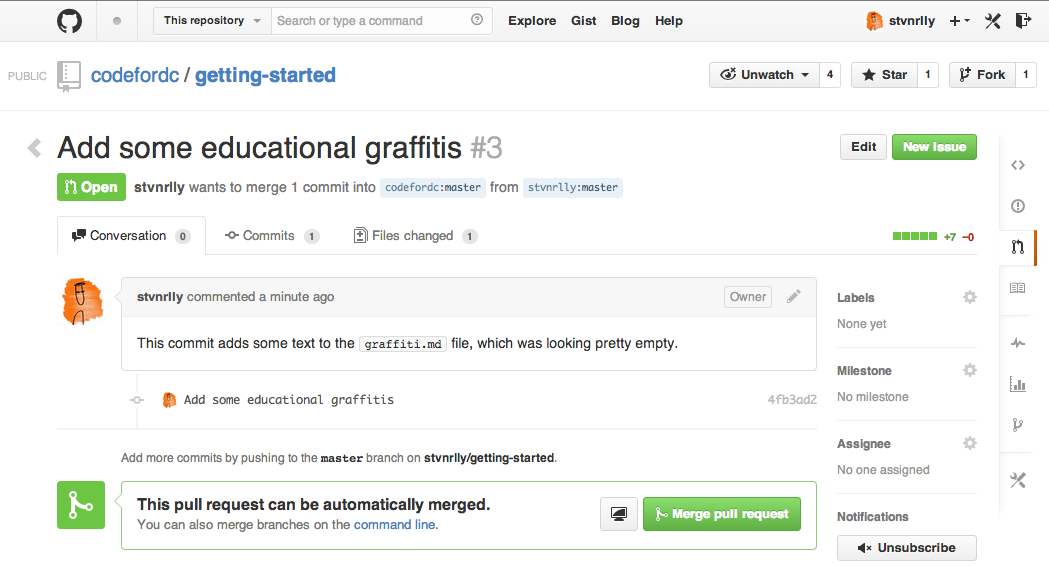 This repository Search or type a command Explore Gist Blog Help stvnrlly
PUBLIC codefordc / getting-started Unwatch 4 Star 1 Fork 1
Add some educational graffitis #3 Edit New Issue
Open stvnrlly wants to merge 1 commit into codefordc:master from stvnrlly:master
Conversation 0 Commits 1 Files changed 1 +7 −0
stvnrlly commented a minute ago Owner
This commit adds some text to the graffiti.md file, which was looking pretty empty.
Add some educational graffitis 4fb3ad2
Add more commits by pushing to the master branch on stvnrlly/getting-started.
This pull request can be automatically merged.
You can also merge branches on the command line.
Merge pull request
Labels
None yet
Milestone
No milestone
Assignee
No one assigned
Notifications
Unsubscribe